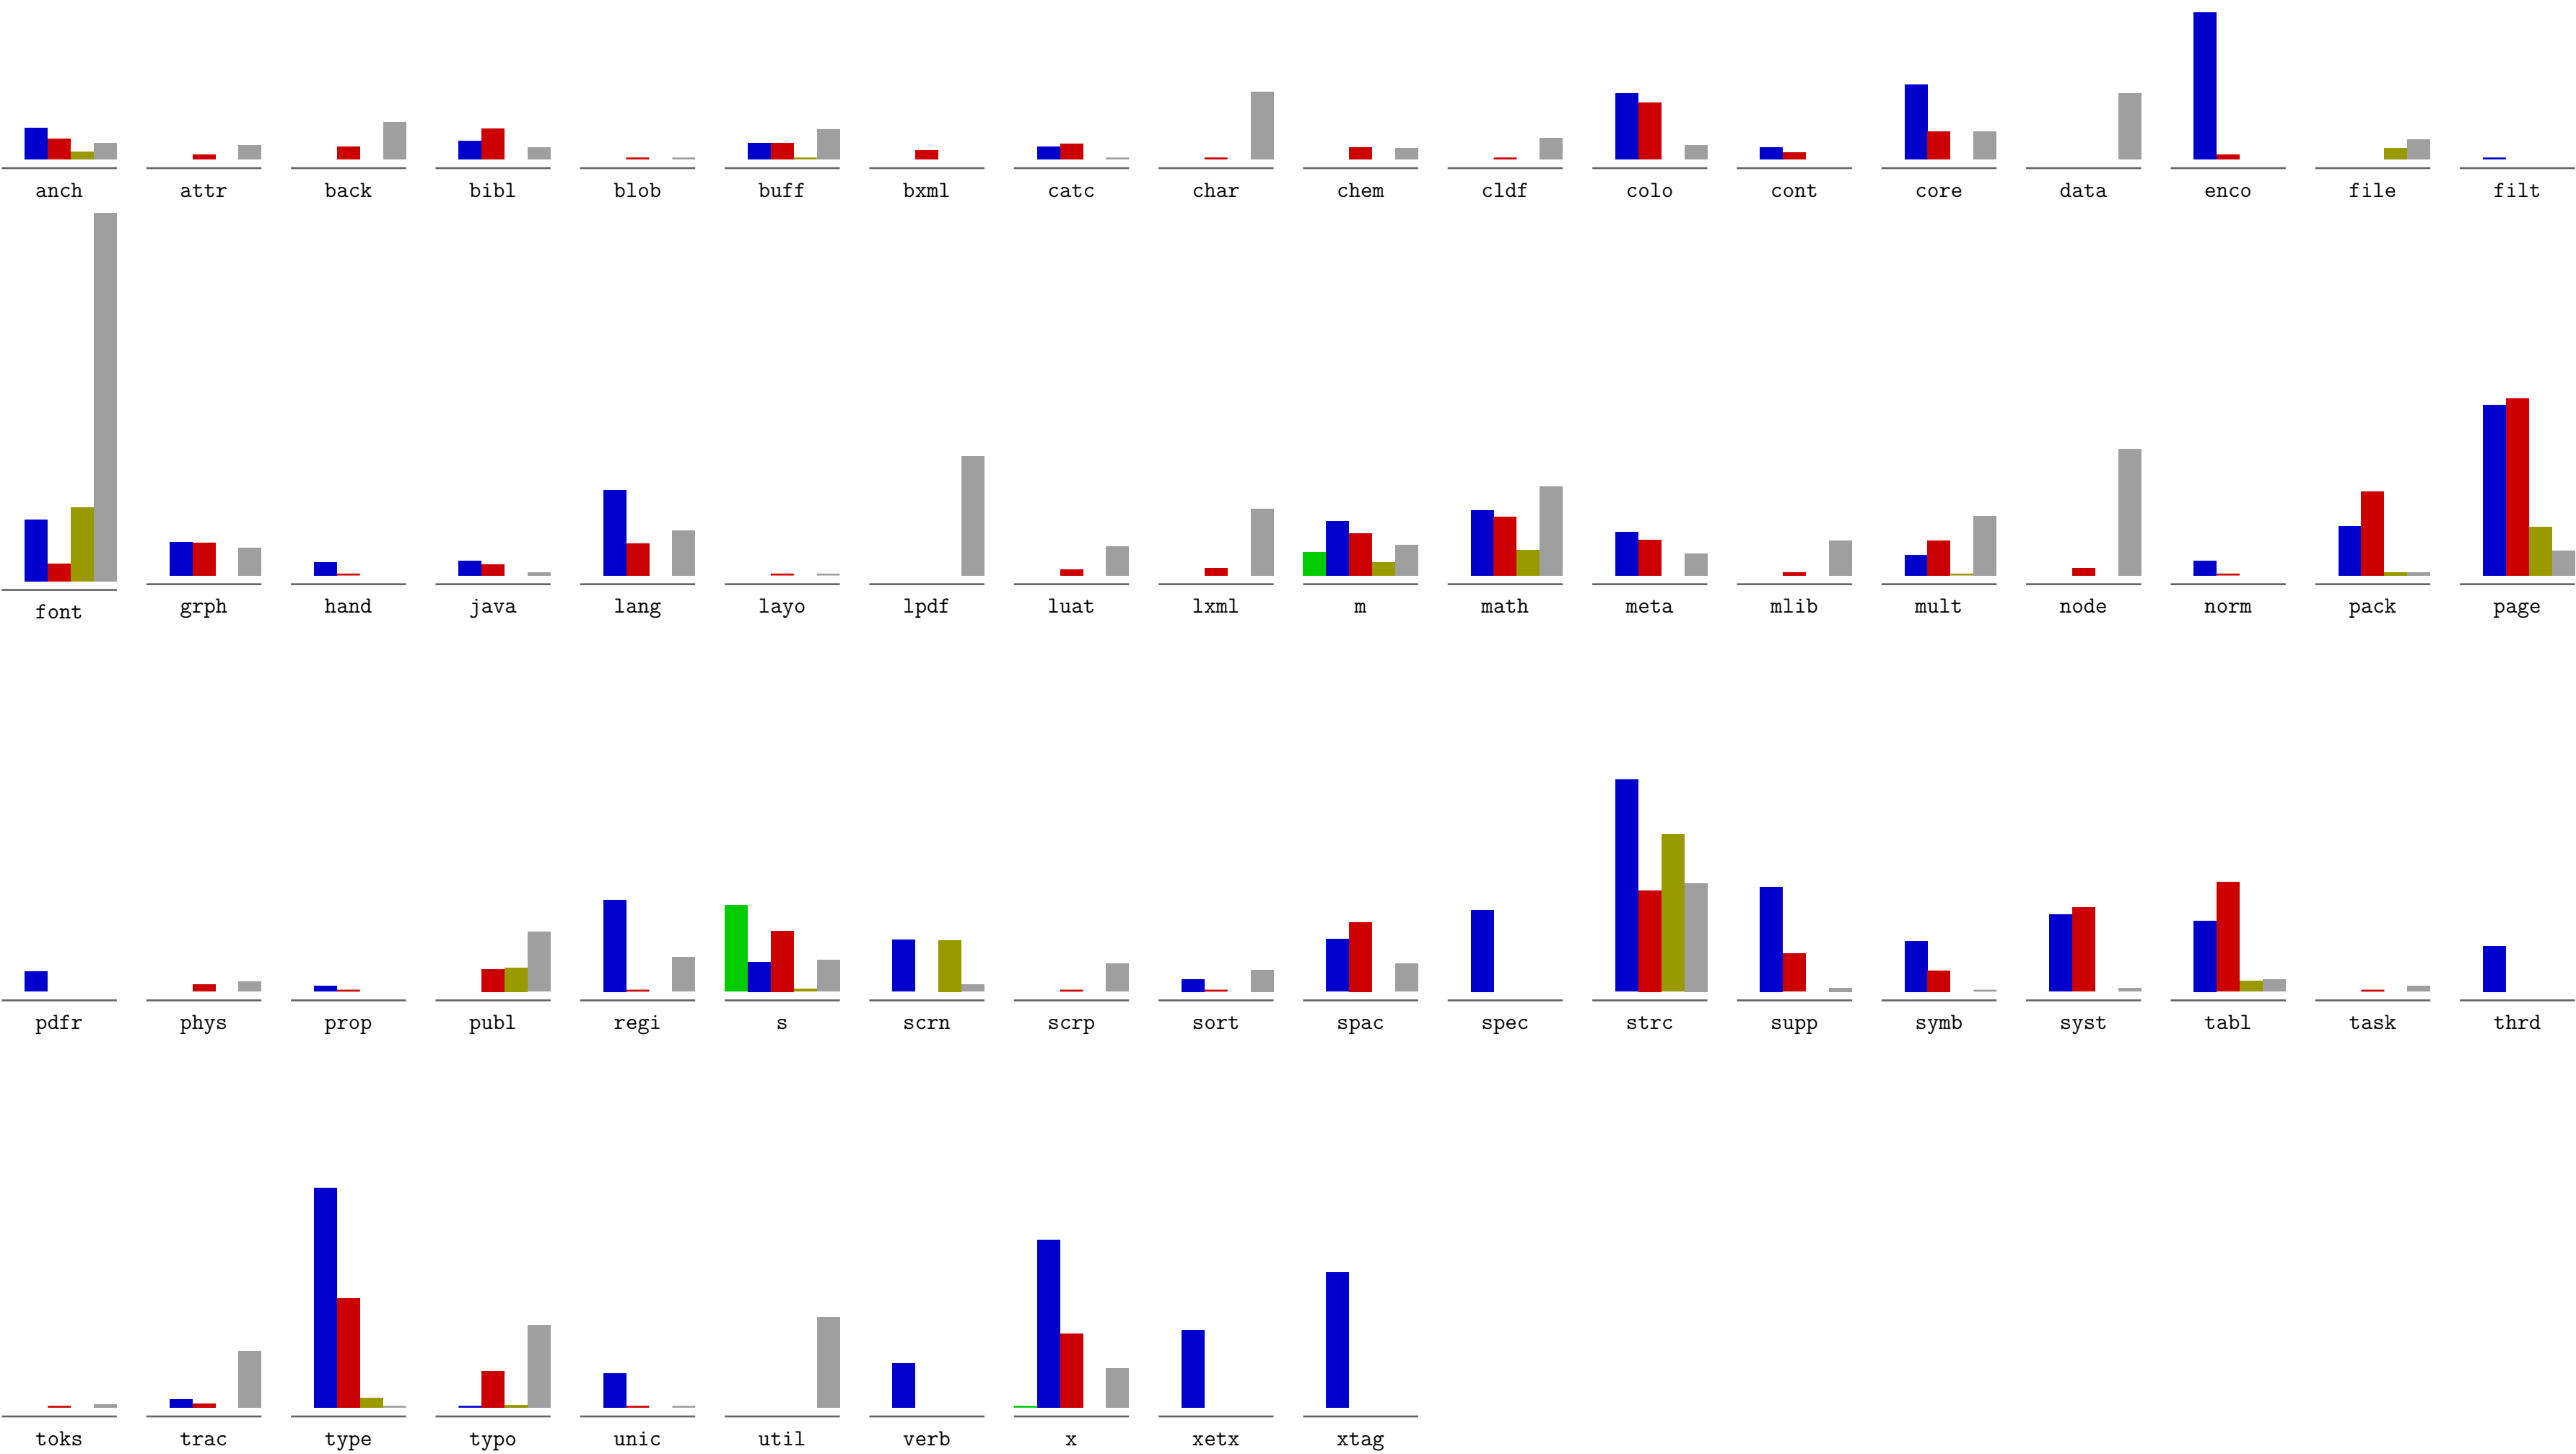 anch attr back bibl blob buff bxml catc char chem cldf colo cont core data enco file filt
font grph hand java lang layo lpdf luat lxml m math meta mlib mult node norm pack page
pdfr phys prop publ regi s scrn scrp sort spac spec strc supp symb syst tabl task thrd
toks trac type typo unic util verb x xetx xtag